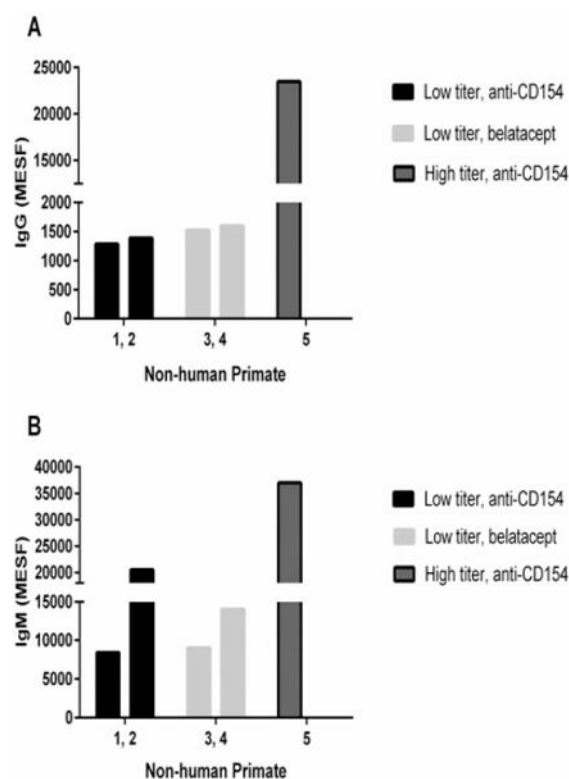 A
IgG (MESF)
25000
20000
15000
2000
1500
1000
500
0
1, 2
3, 4
5
Non-human Primate
Low titer, anti-CD154
Low titer, belatacept
High titer, anti-CD154
B
IgM (MESF)
40000
35000
30000
25000
20000
15000
10000
5000
0
1, 2
3, 4
5
Non-human Primate
Low titer, anti-CD154
Low titer, belatacept
High titer, anti-CD154